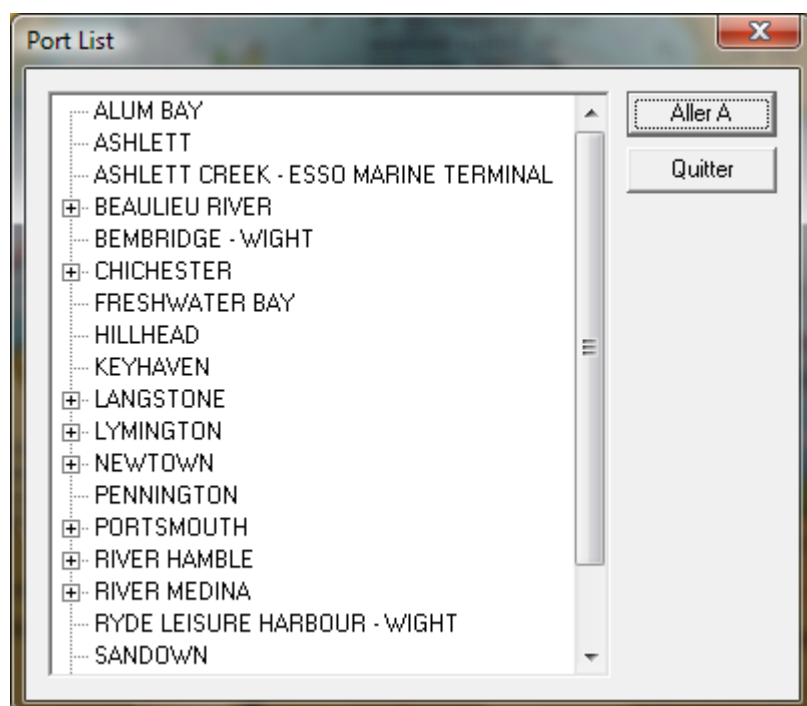 Port List
ALUM BAY
ASHLETT
ASHLETT CREEK - ESSO MARINE TERMINAL
BEAULIEU RIVER
BEMBRIDGE - WIGHT
CHICHESTER
FRESHWATER BAY
HILLHEAD
KEYHAVEN
LANGSTONE
LYMINGTON
NEWTOWN
PENNINGTON
PORTSMOUTH
RIVER HAMBLE
RIVER MEDINA
RYDE LEISURE HARBOUR - WIGHT
SANDOWN
Aller A
Quitter